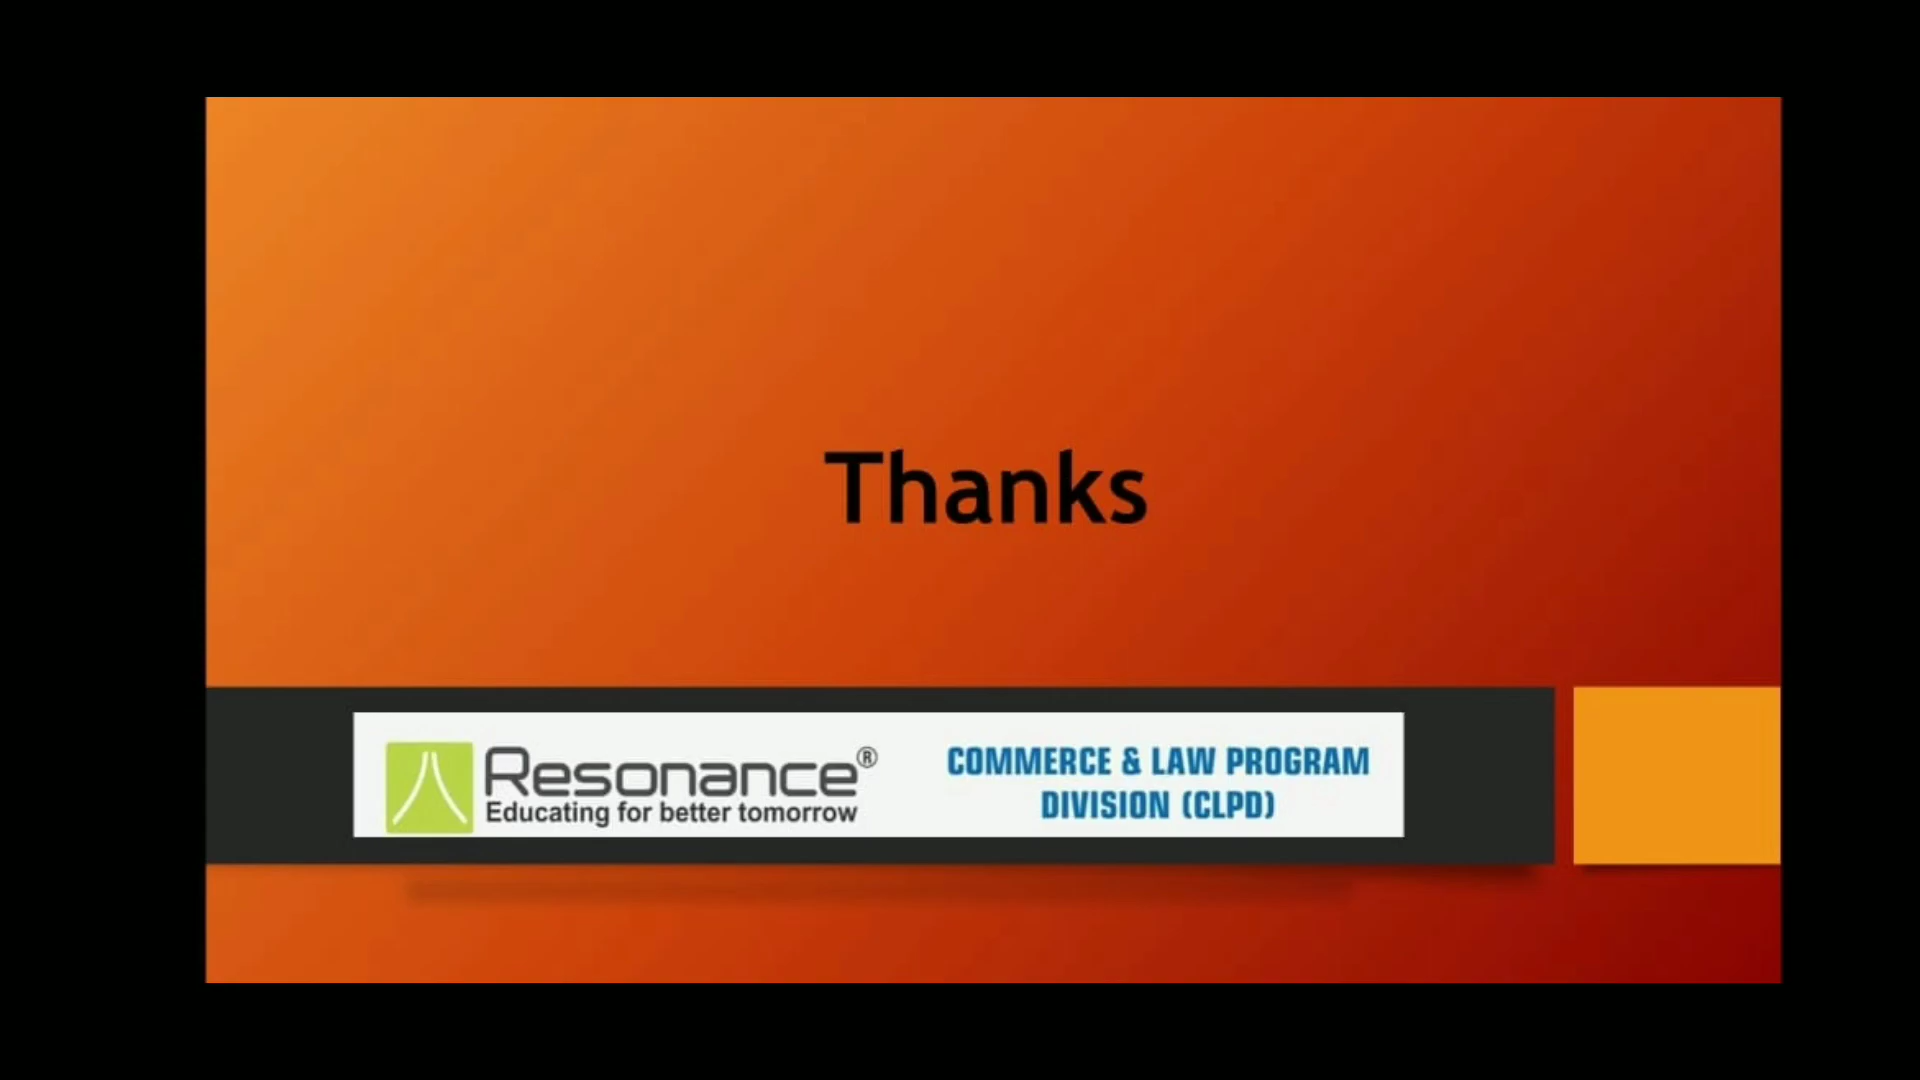 Thanks
Resonance®
Educating for better tomorrow
COMMERCE & LAW PROGRAM
DIVISION (CLPD)